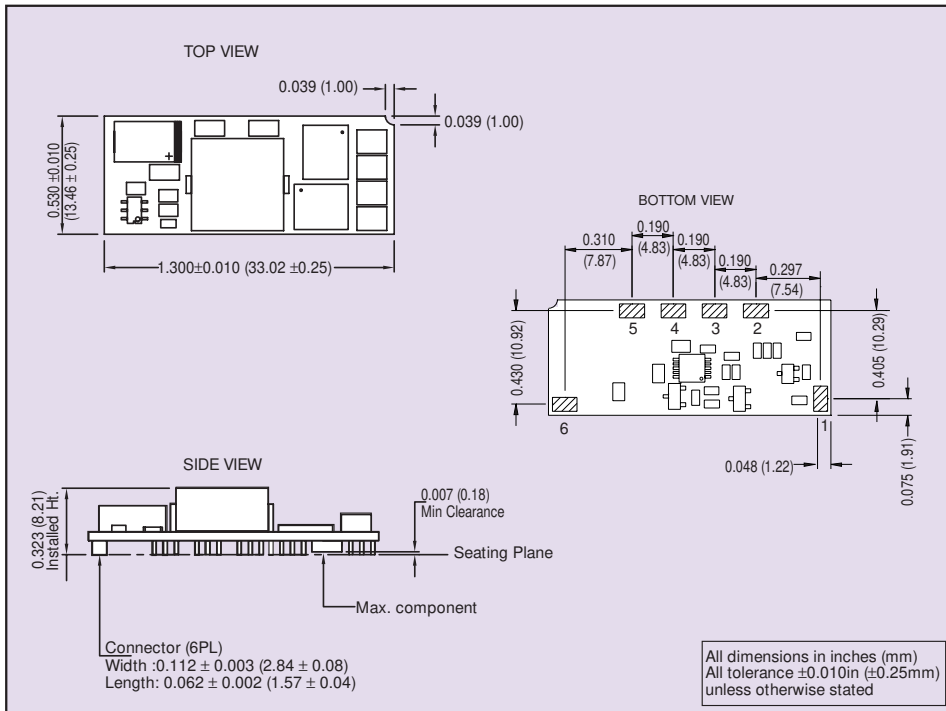 TOP VIEW
0.039 (1.00)
0.039 (1.00)
0.530 ±0.010
(13.46 ± 0.25)
+
1.300±0.010 (33.02 ±0.25)
BOTTOM VIEW
0.190
(4.83)
0.310
(7.87)
0.190
(4.83)
0.190
(4.83)
0.297
(7.54)
5 4 3 2
0.430 (10.92)
0.405 (10.29)
6
1
0.048 (1.22)
0.075 (1.91)
SIDE VIEW
0.323 (8.21)
Installed Ht.
0.007 (0.18)
Min Clearance
Seating Plane
Max. component
Connector (6PL)
Width :0.112 ± 0.003 (2.84 ± 0.08)
Length: 0.062 ± 0.002 (1.57 ± 0.04)
All dimensions in inches (mm)
All tolerance ±0.010in (±0.25mm)
unless otherwise stated